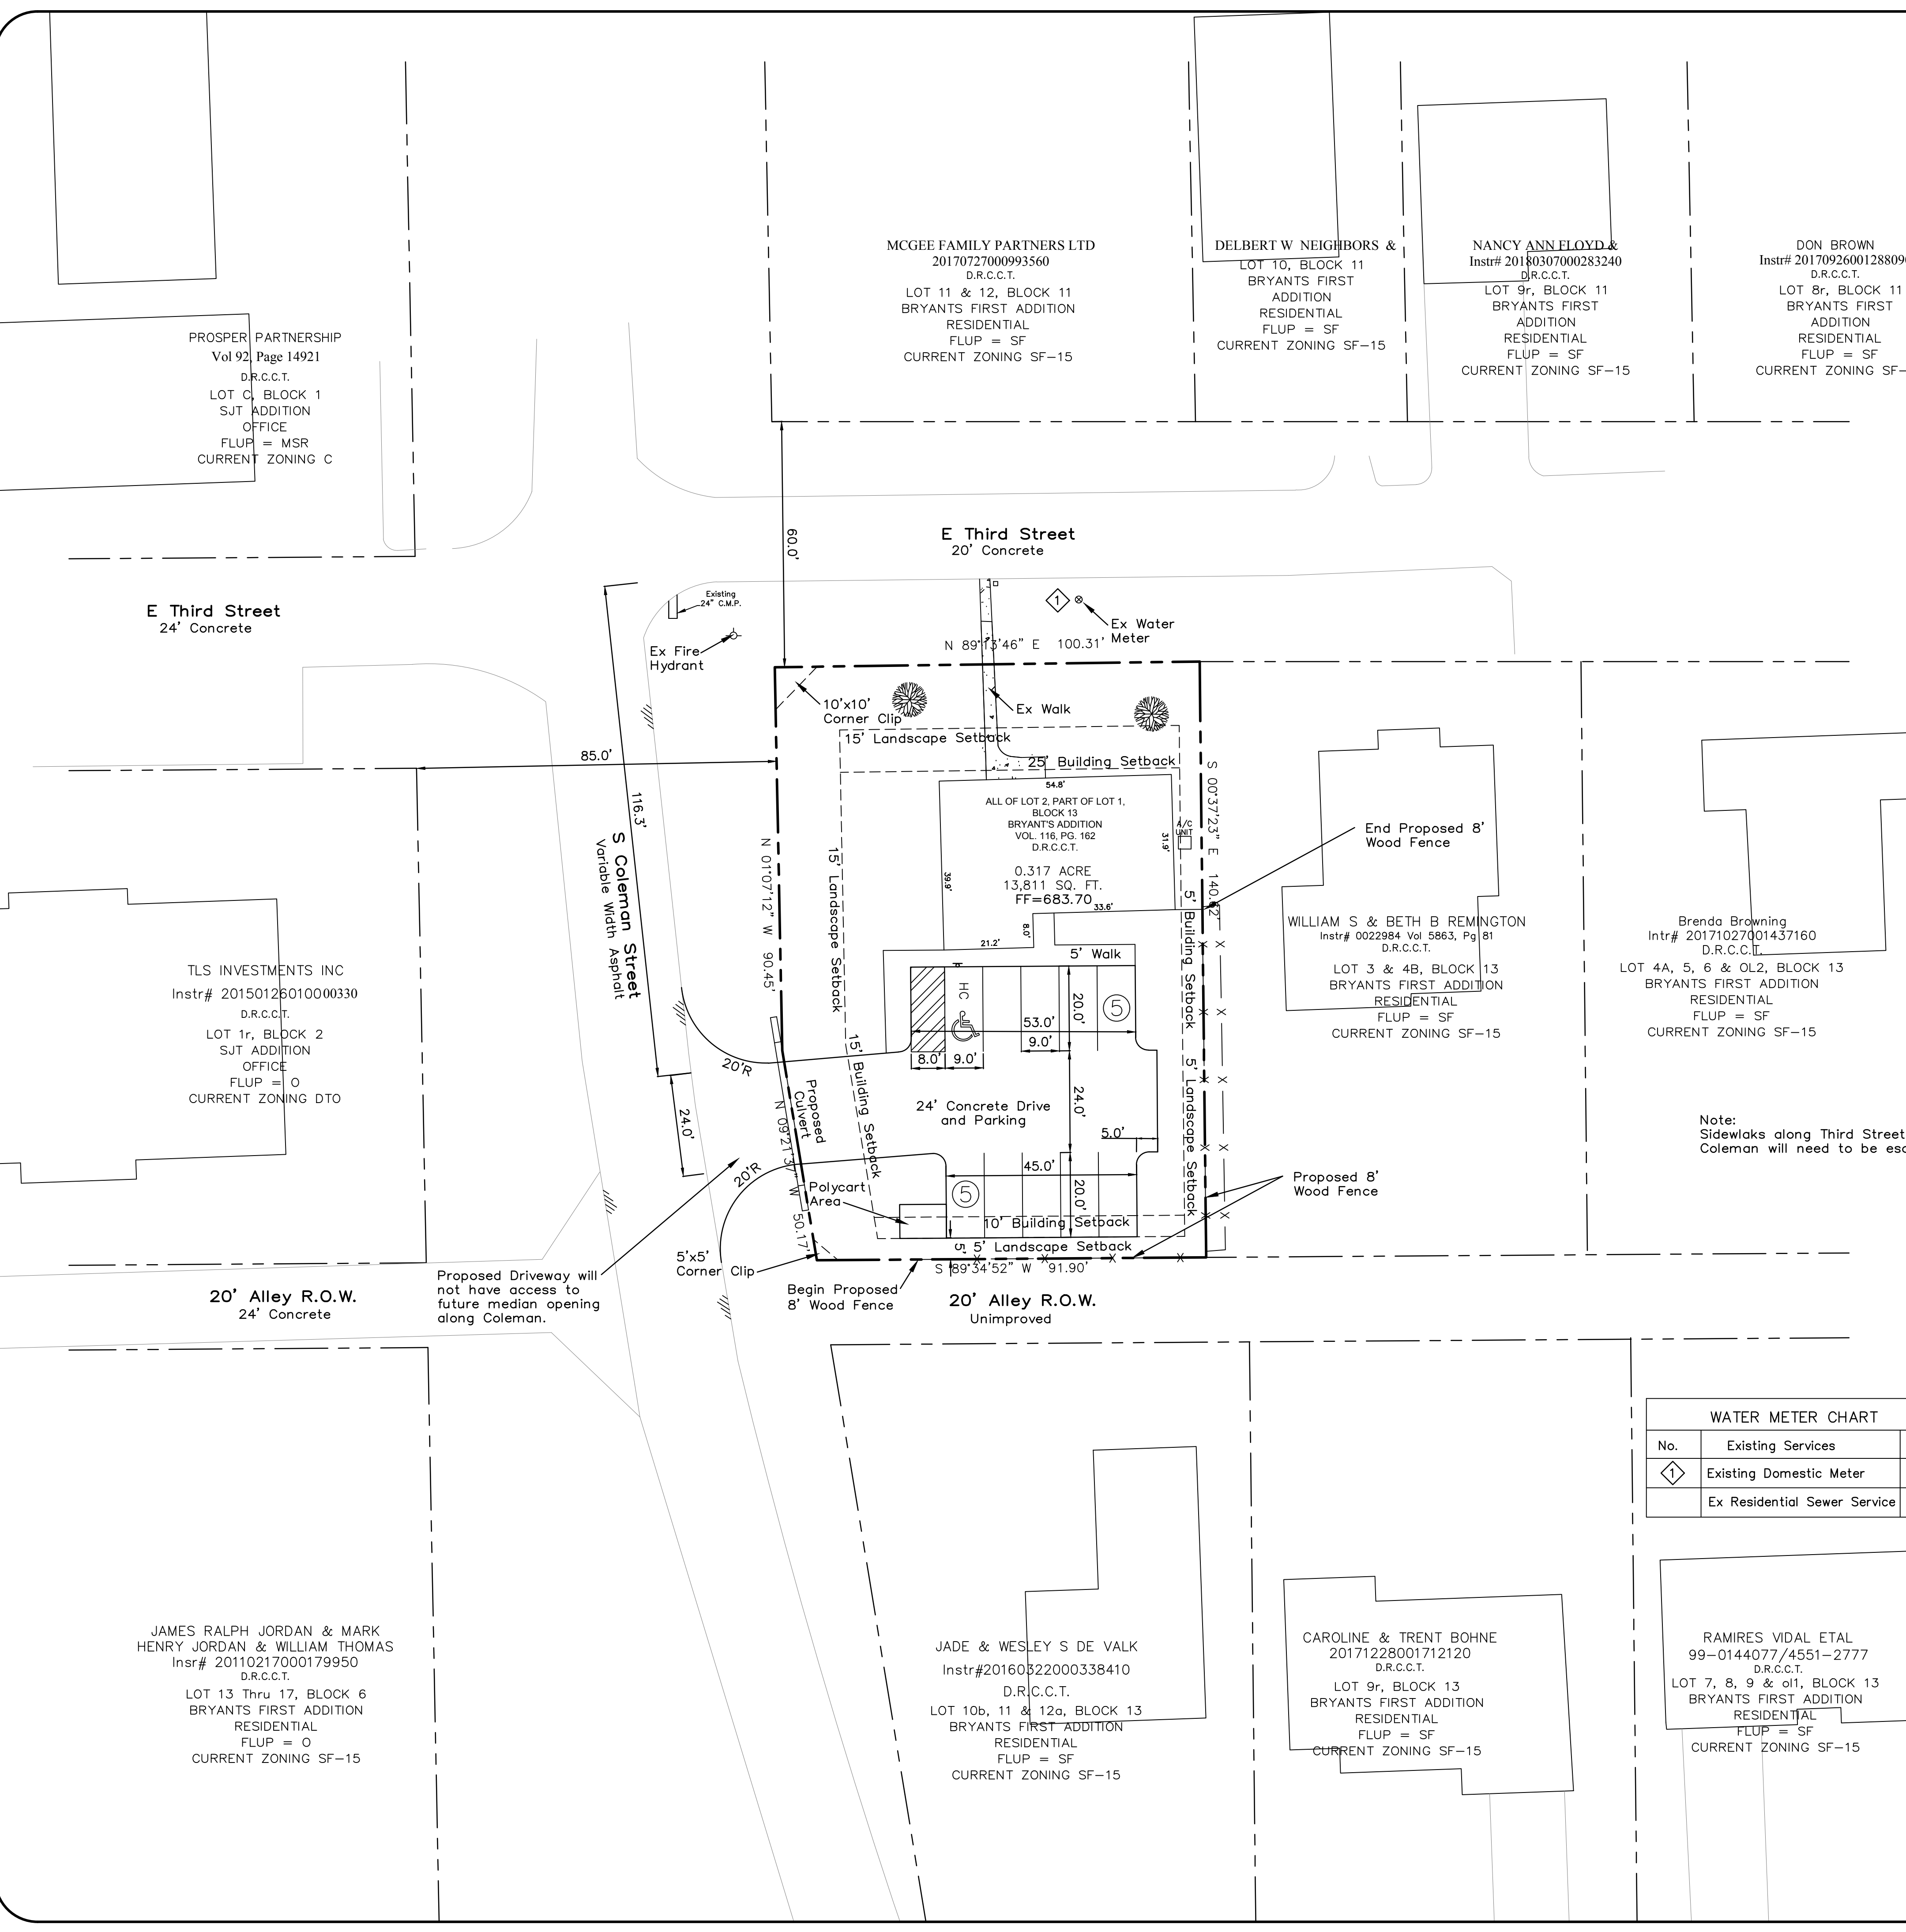 MCGEE FAMILY PARTNERS LTD
20170727000993560
D.R.C.C.T.
LOT 11 & 12, BLOCK 11
BRYANTS FIRST ADDITION
RESIDENTIAL
FLUP = SF
CURRENT ZONING SF-15
DELBERT W NEIGHBORS &
LOT 10, BLOCK 11
BRYANTS FIRST
ADDITION
RESIDENTIAL
FLUP = SF
CURRENT ZONING SF-15
NANCY ANN FLOYD &
Instr# 20180307000283240
D.R.C.C.T.
LOT 9r, BLOCK 11
BRYANTS FIRST
ADDITION
RESIDENTIAL
FLUP = SF
CURRENT ZONING SF-15
DON BROWN
Instr#
D.R.C.C.T.
LOT 8r, BLOCK 11
BRYANTS FIRST
ADDITION
RESIDENTIAL
FLUP = SF
CURRENT ZONING SF-
PROSPER PARTNERSHIP
Vol 92, Page 14921
D.R.C.C.T.
LOT C, BLOCK 1
SJT ADDITION
OFFICE
FLUP = MSR
CURRENT ZONING C
60.0'
E Third Street
20' Concrete
E Third Street
24' Concrete
Existing
24" C.M.P.
Ex Fire
Hydrant
1
Ex Water
Meter
N 89°13'46" E 100.31'
10'x10'
Corner Clip
Ex Walk
15' Landscape Setback
25' Building Setback
85.0'
116.3'
S Coleman Street
Variable Width Asphalt
N 01°07'12" W 90.45'
15' Landscape Setback
54.8'
ALL OF LOT 2, PART OF LOT 1,
BLOCK 13
BRYANT'S ADDITION
VOL. 116, PG. 162
D.R.C.C.T.
0.317 ACRE
13,811 SQ. FT.
FF=683.70
39.9'
31.9'
33.6'
8.0'
21.2'
A/C
UNIT
S 00°37'23" E 140.
5' Building Setback
5' Landscape Setback
End Proposed 8'
Wood Fence
WILLIAM S & BETH B REMINGTON
Instr# 0022984 Vol 5863, Pg 81
D.R.C.C.T.
LOT 3 & 4B, BLOCK 13
BRYANTS FIRST ADDITION
RESIDENTIAL
FLUP = SF
CURRENT ZONING SF-15
Brenda Browning
Intr# 20171027001437160
D.R.C.C.T.
LOT 4A, 5, 6 & OL2, BLOCK 13
BRYANTS FIRST ADDITION
RESIDENTIAL
FLUP = SF
CURRENT ZONING SF-15
TLS INVESTMENTS INC
Instr# 20150126010000330
D.R.C.C.T.
LOT 1r, BLOCK 2
SJT ADDITION
OFFICE
FLUP = O
CURRENT ZONING DTO
5' Walk
HC
20.0'
5
53.0'
9.0'
8.0'
9.0'
20'R
15' Building Setback
Proposed
Culvert
24' Concrete Drive
and Parking
24.0'
24.0'
N 09°21'37" W 50.17'
5.0'
45.0'
20.0'
20'R
Polycart
Area
5
10' Building Setback
5'
5' Landscape Setback
S 89°34'52" W 91.90'
Proposed 8'
Wood Fence
Note:
Sidewlaks along Third Street
Coleman will need to be
5'x5'
Corner Clip
Begin Proposed
8' Wood Fence
Proposed Driveway will
not have access to
future median opening
along Coleman.
20' Alley R.O.W.
24' Concrete
20' Alley R.O.W.
Unimproved
WATER METER CHART
No. Existing Services
1 Existing Domestic Meter
Ex Residential Sewer Service
JAMES RALPH JORDAN & MARK
HENRY JORDAN & WILLIAM THOMAS
Insr# 20110217000179950
D.R.C.C.T.
LOT 13 Thru 17, BLOCK 6
BRYANTS FIRST ADDITION
RESIDENTIAL
FLUP = O
CURRENT ZONING SF-15
JADE & WESLEY S DE VALK
Instr#20160322000338410
D.R.C.C.T.
LOT 10b, 11 & 12a, BLOCK 13
BRYANTS FIRST ADDITION
RESIDENTIAL
FLUP = SF
CURRENT ZONING SF-15
CAROLINE & TRENT BOHNE
20171228001712120
D.R.C.C.T.
LOT 9r, BLOCK 13
BRYANTS FIRST ADDITION
RESIDENTIAL
FLUP = SF
CURRENT ZONING SF-15
RAMIRES VIDAL ETAL
99-0144077/4551-2777
D.R.C.C.T.
LOT 7, 8, 9 & ol1, BLOCK 13
BRYANTS FIRST ADDITION
RESIDENTIAL
FLUP = SF
CURRENT ZONING SF-15